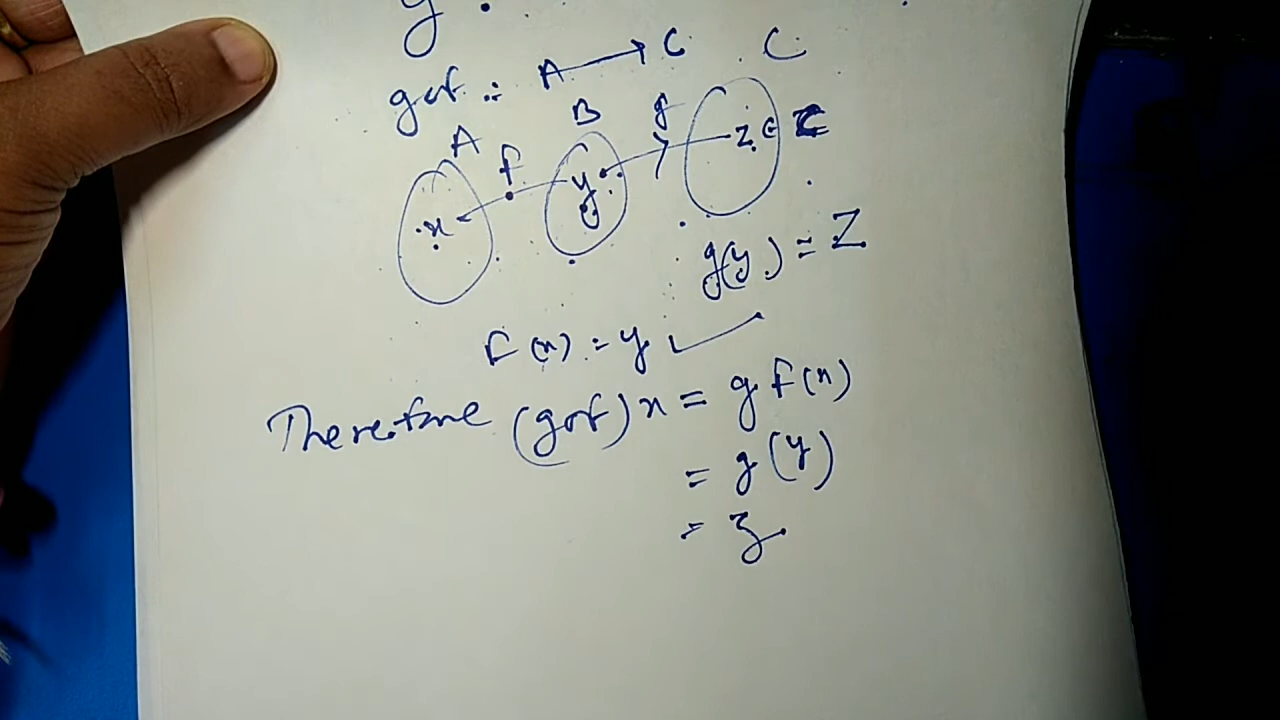 y
gof : A → C
A B C
f g
x y z ∈ C
g(y) = Z
F(x) = y
Therefore (gof)x = g f(x)
= g(y)
= z